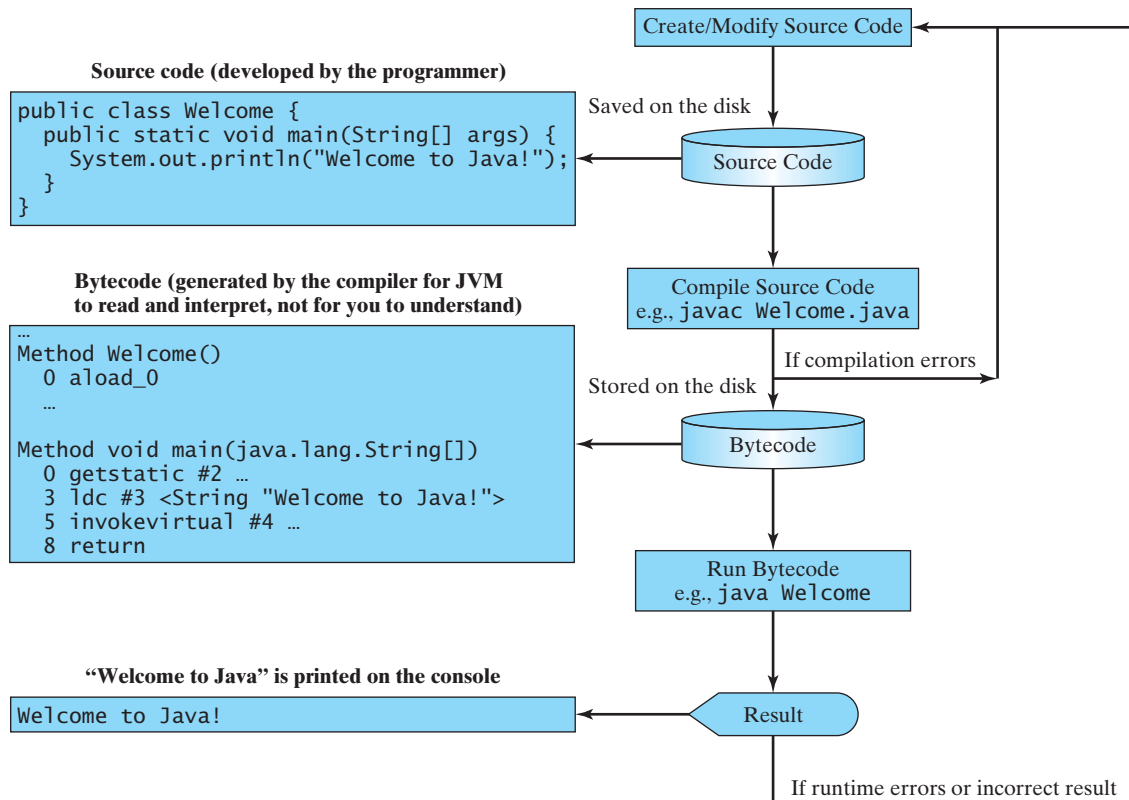 Create/Modify Source Code
Source code (developed by the programmer)
public class Welcome {
  public static void main(String[] args) {
    System.out.println("Welcome to Java!");
  }
}
Saved on the disk
Source Code
Compile Source Code
e.g., javac Welcome.java
If compilation errors
Bytecode (generated by the compiler for JVM
to read and interpret, not for you to understand)
…
Method Welcome()
  0 aload_0
  …
Method void main(java.lang.String[])
  0 getstatic #2 …
  3 ldc #3 <String "Welcome to Java!">
  5 invokevirtual #4 …
  8 return
Stored on the disk
Bytecode
Run Bytecode
e.g., java Welcome
“Welcome to Java” is printed on the console
Welcome to Java!
Result
If runtime errors or incorrect result